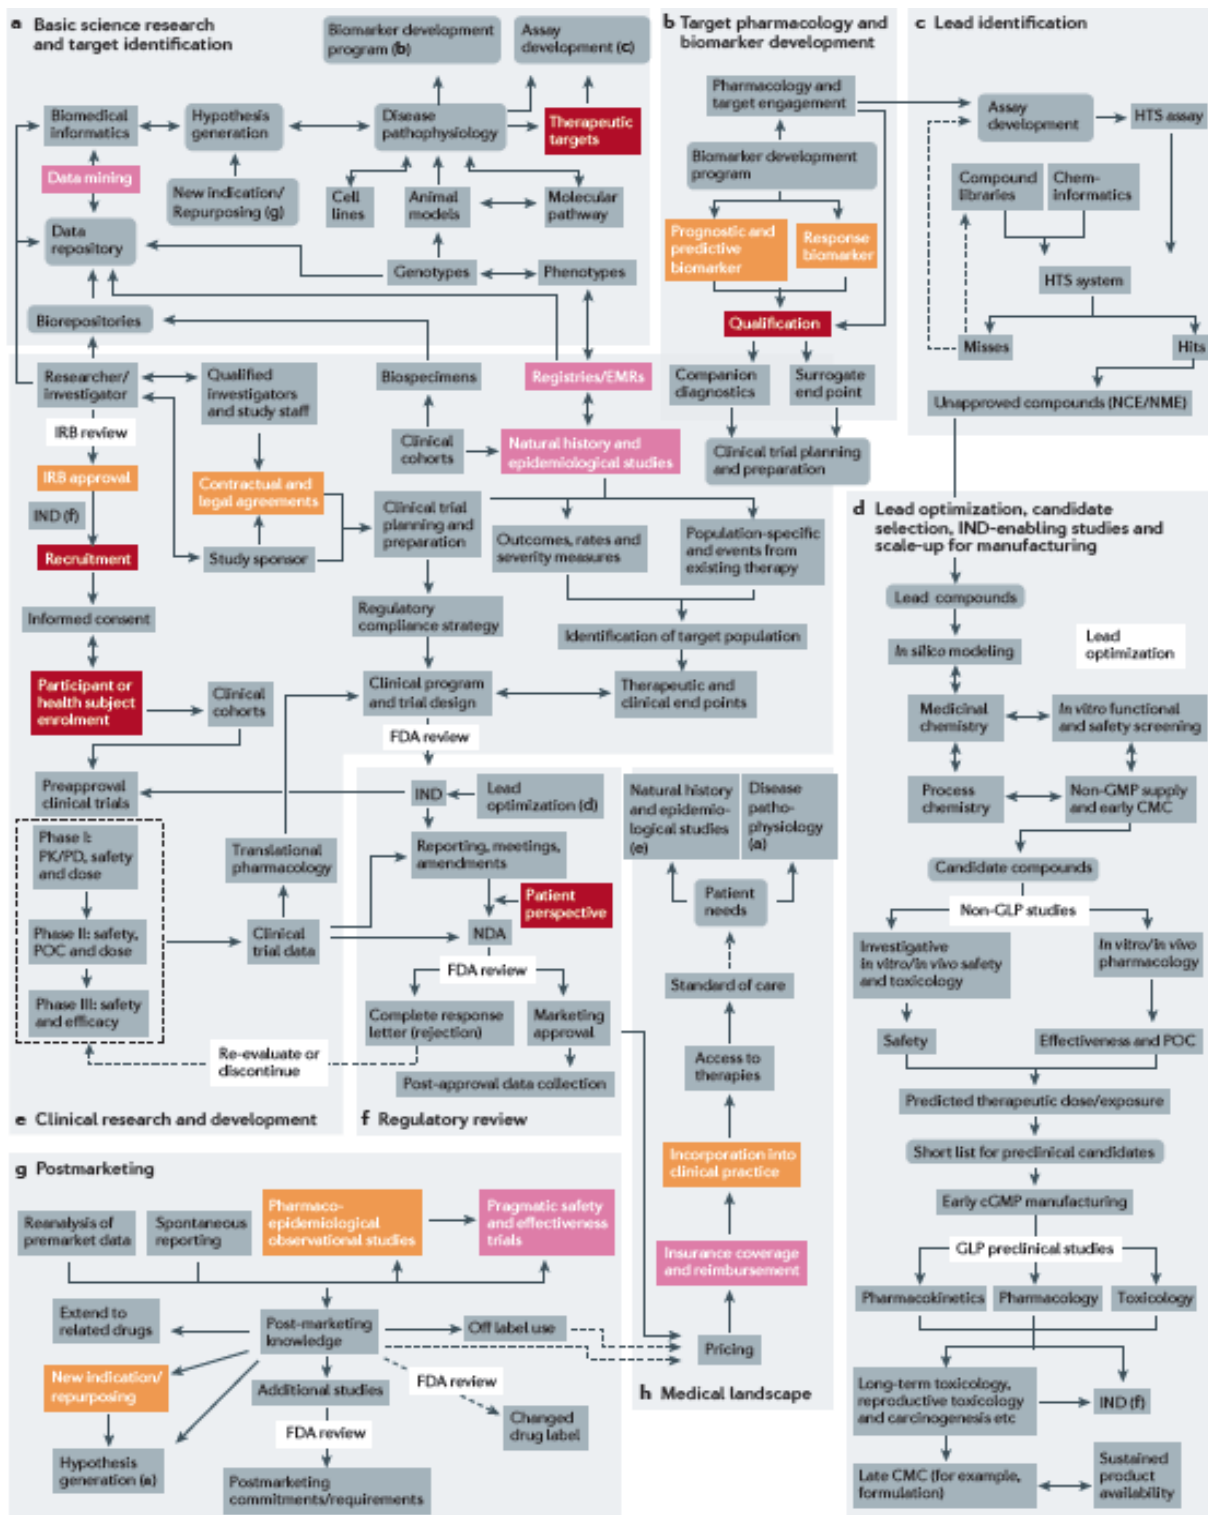 a Basic science research
and target identification
Biomarker development
program (b)
Assay
development (c)
Biomedical
informatics
Hypothesis
generation
Disease
pathophysiology
Therapeutic
targets
Data mining
New indication/
Repurposing (g)
Cell
lines
Animal
models
Molecular
pathway
Data
repository
Genotypes
Phenotypes
Biorepositories
b Target pharmacology and
biomarker development
Pharmacology and
target engagement
Biomarker development
program
Prognostic and
predictive
biomarker
Response
biomarker
Qualification
Companion
diagnostics
Surrogate
end point
Clinical trial planning
and preparation
c Lead identification
Assay
development
HTS assay
Compound
libraries
Chem-
informatics
HTS system
Misses
Hits
Unapproved compounds (NCE/NME)
d Lead optimization, candidate
selection, IND-enabling studies and
scale-up for manufacturing
Lead compounds
In silico modeling
Lead
optimization
Medicinal
chemistry
In vitro functional
and safety screening
Process
chemistry
Non-GMP supply
and early CMC
Candidate compounds
Non-GLP studies
Investigative
in vitro/in vivo safety
and toxicology
In vitro/in vivo
pharmacology
Safety
Effectiveness and POC
Predicted therapeutic dose/exposure
Short list for preclinical candidates
Early cGMP manufacturing
GLP preclinical studies
Pharmacokinetics
Pharmacology
Toxicology
Long-term toxicology,
reproductive toxicology
and carcinogenesis etc
IND (f)
Late CMC (for example,
formulation)
Sustained
product
availability
Researcher/
investigator
Qualified
investigators
and study staff
Biospecimens
Registries/EMRs
IRB review
Clinical
cohorts
Natural history and
epidemiological studies
IRB approval
Contractual and
legal agreements
IND (f)
Clinical trial
planning and
preparation
Outcomes, rates and
severity measures
Population-specific
and events from
existing therapy
Recruitment
Study sponsor
Informed consent
Regulatory
compliance strategy
Identification of target population
Participant or
health subject
enrolment
Clinical
cohorts
Clinical program
and trial design
Therapeutic and
clinical end points
FDA review
Preapproval
clinical trials
Phase I:
PK/PD, safety
and dose
Translational
pharmacology
Phase II: safety,
POC and dose
Clinical
trial data
Phase III: safety
and efficacy
Re-evaluate or
discontinue
e Clinical research and development
IND
Lead
optimization (d)
Reporting, meetings,
amendments
Patient
perspective
NDA
FDA review
Complete response
letter (rejection)
Marketing
approval
Post-approval data collection
f Regulatory review
Natural history
and epidemio-
logical studies
(e)
Disease
patho-
physiology
(a)
Patient
needs
Standard of care
Access to
therapies
Incorporation into
clinical practice
Insurance coverage
and reimbursement
Pricing
h Medical landscape
g Postmarketing
Reanalysis of
premarket data
Spontaneous
reporting
Pharmaco-
epidemiological
observational studies
Pragmatic safety
and effectiveness
trials
Extend to
related drugs
Post-marketing
knowledge
Off label use
New indication/
repurposing
Additional studies
FDA review
Changed
drug label
FDA review
Hypothesis
generation (a)
Postmarketing
commitments/requirements